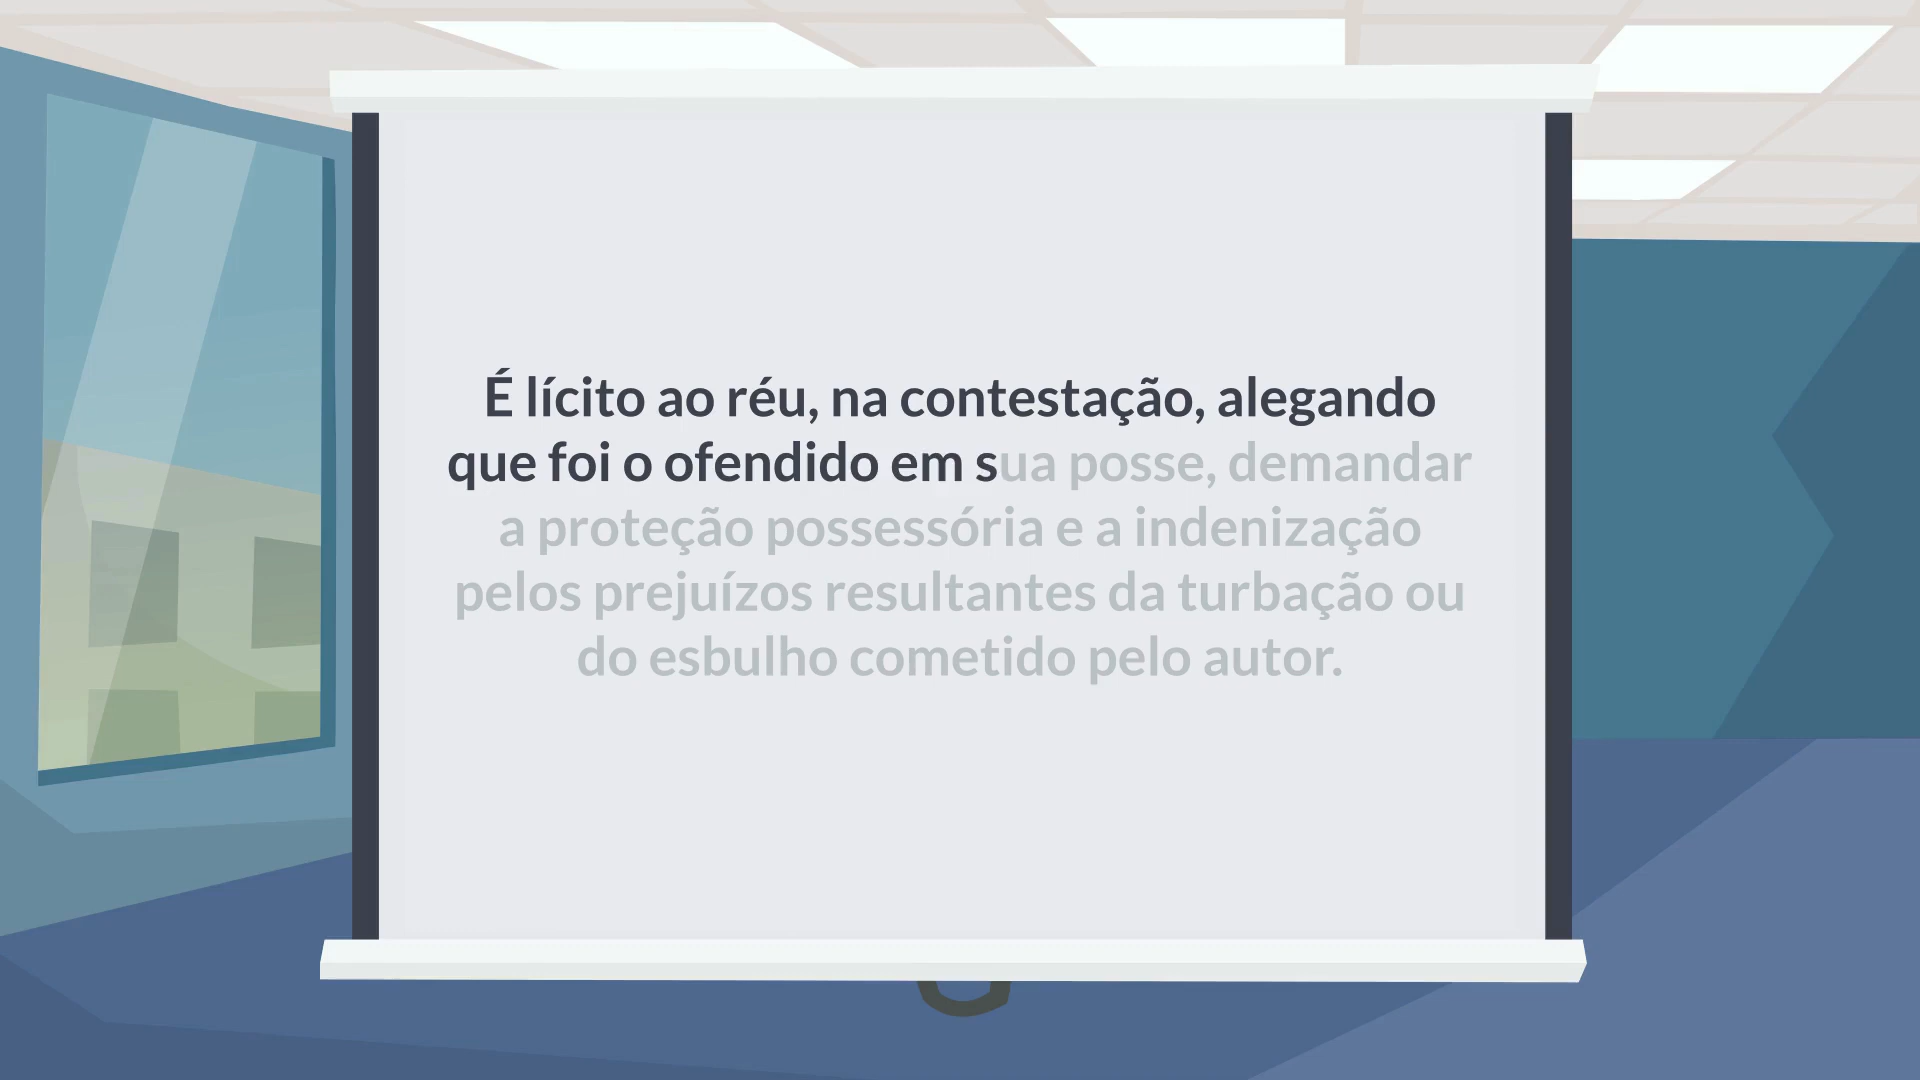 É lícito ao réu, na contestação, alegando
que foi o ofendido em sua posse, demandar
a proteção possessória e a indenização
pelos prejuízos resultantes da turbação ou
do esbulho cometido pelo autor.